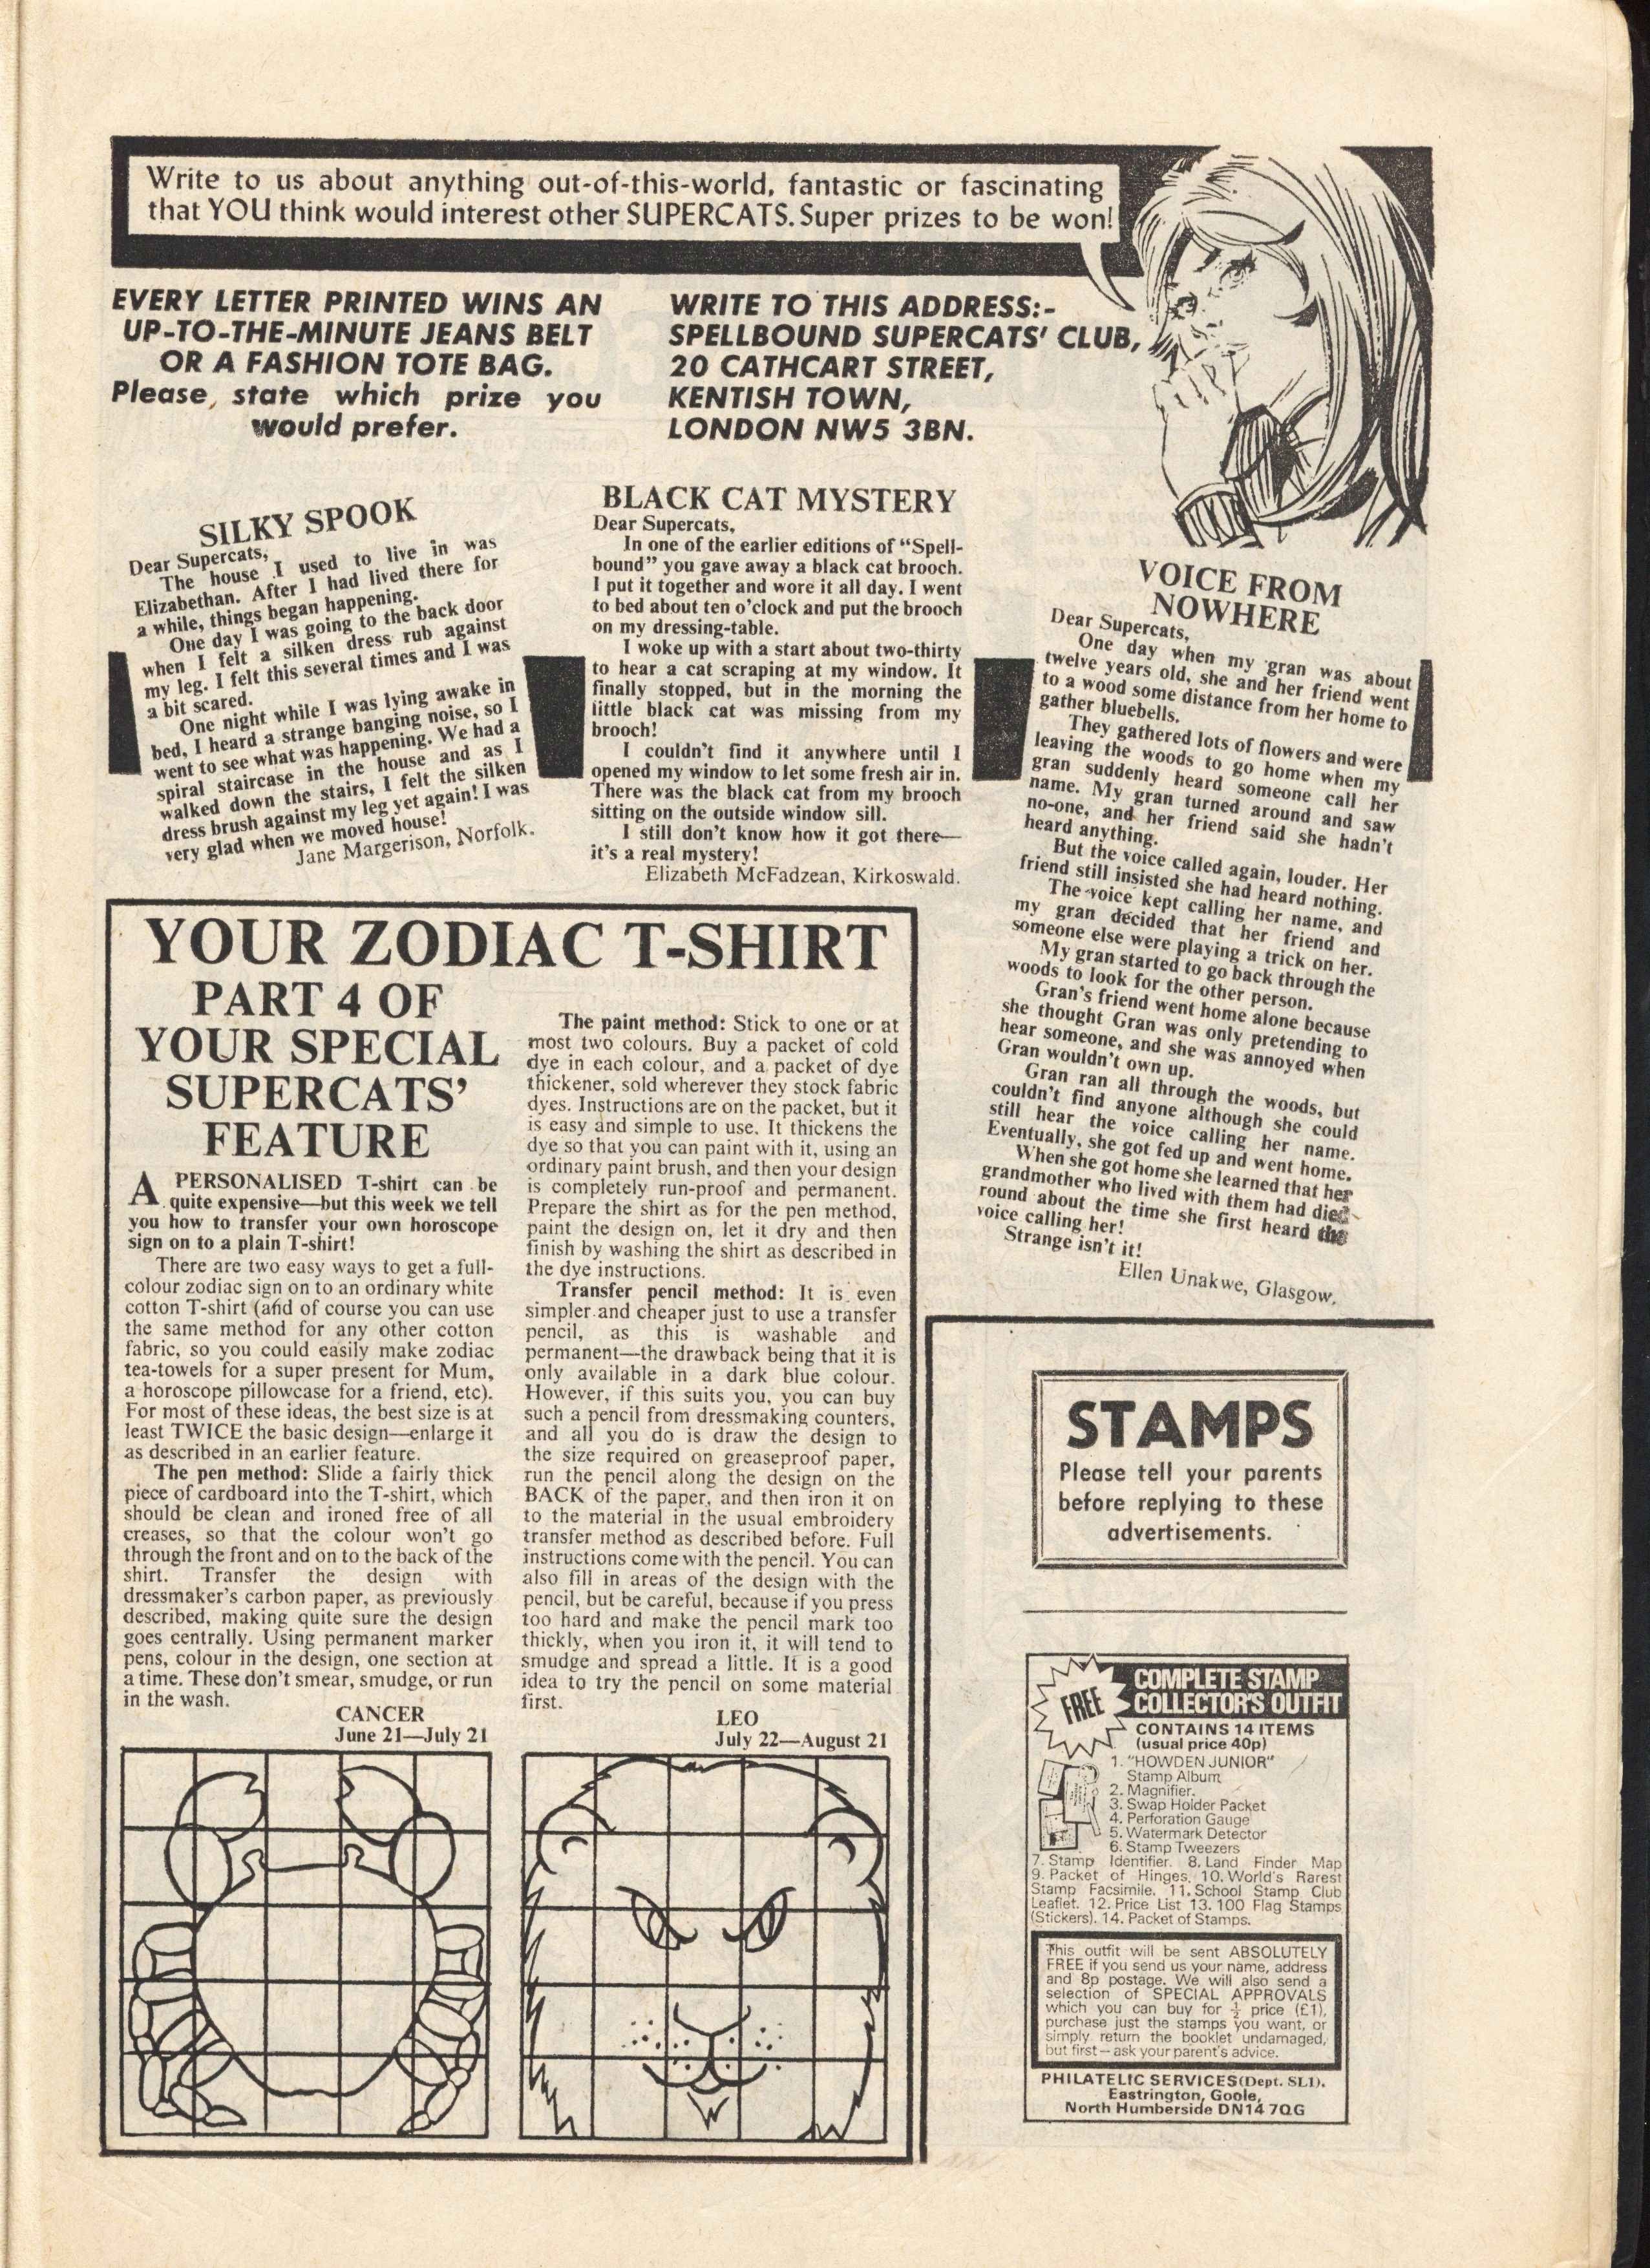 Write to us about anything out-of-this-world, fantastic or fascinating
that YOU think would interest other SUPERCATS. Super prizes to be won!
EVERY LETTER PRINTED WINS AN
UP-TO-THE-MINUTE JEANS BELT
OR A FASHION TOTE BAG.
Please, state which prize you
would prefer.
WRITE TO THIS ADDRESS:-
SPELLBOUND SUPERCATS' CLUB,
20 CATHCART STREET,
KENTISH TOWN,
LONDON NW5 3BN.
SILKY SPOOK
Dear Supercats,
The house I used to live in was
Elizabethan. After I had lived there for
a while, things began happening.
One day I was going to the back door
when I felt a silken dress rub against
my leg. I felt this several times and I was
a bit scared.
One night while I was lying awake in
bed, I heard a strange banging noise, so I
went to see what was happening. We had a
spiral staircase in the house and as I
walked down the stairs, I felt the silken
dress brush against my leg yet again! I was
very glad when we moved house!
Jane Margerison, Norfolk.
BLACK CAT MYSTERY
Dear Supercats,
In one of the earlier editions of "Spell-
bound" you gave away a black cat brooch.
I put it together and wore it all day. I went
to bed about ten o'clock and put the brooch
on my dressing-table.
I woke up with a start about two-thirty
to hear a cat scraping at my window. It
finally stopped, but in the morning the
little black cat was missing from my
brooch!
I couldn't find it anywhere until I
opened my window to let some fresh air in.
There was the black cat from my brooch
sitting on the outside window sill.
I still don't know how it got there—
it's a real mystery!
Elizabeth McFadzean, Kirkoswald.
VOICE FROM
NOWHERE
Dear Supercats,
One day when my gran was about
twelve years old, she and her friend went
to a wood some distance from her home to
gather bluebells.
They gathered lots of flowers and were
leaving the woods to go home when my
gran suddenly heard someone call her
name. My gran turned around and saw
no-one, and her friend said she hadn't
heard anything.
But the voice called again, louder. Her
friend still insisted she had heard nothing.
The voice kept calling her name, and
my gran decided that her friend and
someone else were playing a trick on her.
My gran started to go back through the
woods to look for the other person.
Gran's friend went home alone because
she thought Gran was only pretending to
hear someone, and she was annoyed when
Gran wouldn't own up.
Gran ran all through the woods, but
couldn't find anyone although she could
still hear the voice calling her name.
Eventually, she got fed up and went home.
When she got home she learned that her
grandmother who lived with them had died
round about the time she first heard the
voice calling her!
Strange isn't it!
Ellen Unakwe, Glasgow.
YOUR ZODIAC T-SHIRT
PART 4 OF
YOUR SPECIAL
SUPERCATS'
FEATURE
A PERSONALISED T-shirt can be
quite expensive—but this week we tell
you how to transfer your own horoscope
sign on to a plain T-shirt!
There are two easy ways to get a full-
colour zodiac sign on to an ordinary white
cotton T-shirt (and of course you can use
the same method for any other cotton
fabric, so you could easily make zodiac
tea-towels for a super present for Mum,
a horoscope pillowcase for a friend, etc).
For most of these ideas, the best size is at
least TWICE the basic design—enlarge it
as described in an earlier feature.
The pen method: Slide a fairly thick
piece of cardboard into the T-shirt, which
should be clean and ironed free of all
creases, so that the colour won't go
through the front and on to the back of the
shirt. Transfer the design with
dressmaker's carbon paper, as previously
described, making quite sure the design
goes centrally. Using permanent marker
pens, colour in the design, one section at
a time. These don't smear, smudge, or run
in the wash.
CANCER
June 21—July 21
The paint method: Stick to one or at
most two colours. Buy a packet of cold
dye in each colour, and a packet of dye
thickener, sold wherever they stock fabric
dyes. Instructions are on the packet, but it
is easy and simple to use. It thickens the
dye so that you can paint with it, using an
ordinary paint brush, and then your design
is completely run-proof and permanent.
Prepare the shirt as for the pen method,
paint the design on, let it dry and then
finish by washing the shirt as described in
the dye instructions.
Transfer pencil method: It is even
simpler and cheaper just to use a transfer
pencil, as this is washable and
permanent—the drawback being that it is
only available in a dark blue colour.
However, if this suits you, you can buy
such a pencil from dressmaking counters,
and all you do is draw the design to
the size required on greaseproof paper,
run the pencil along the design on the
BACK of the paper, and then iron it on
to the material in the usual embroidery
transfer method as described before. Full
instructions come with the pencil. You can
also fill in areas of the design with the
pencil, but be careful, because if you press
too hard and make the pencil mark too
thickly, when you iron it, it will tend to
smudge and spread a little. It is a good
idea to try the pencil on some material
first.
LEO
July 22—August 21
STAMPS
Please tell your parents
before replying to these
advertisements.
FREE
COMPLETE STAMP
COLLECTOR'S OUTFIT
CONTAINS 14 ITEMS
(usual price 40p)
1. "HOWDEN JUNIOR"
Stamp Album
2. Magnifier.
3. Swap Holder Packet
4. Perforation Gauge
5. Watermark Detector
6. Stamp Tweezers
7. Stamp Identifier. 8. Land Finder Map
9. Packet of Hinges. 10. World's Rarest
Stamp Facsimile. 11. School Stamp Club
Leaflet. 12. Price List 13. 100 Flag Stamps
(Stickers). 14. Packet of Stamps.
This outfit will be sent ABSOLUTELY
FREE if you send us your name, address
and 8p postage. We will also send a
selection of SPECIAL APPROVALS
which you can buy for ½ price (£1),
purchase just the stamps you want, or
simply return the booklet undamaged,
but first—ask your parent's advice.
PHILATELIC SERVICES (Dept. SL1).
Eastrington, Goole,
North Humberside DN14 7QG